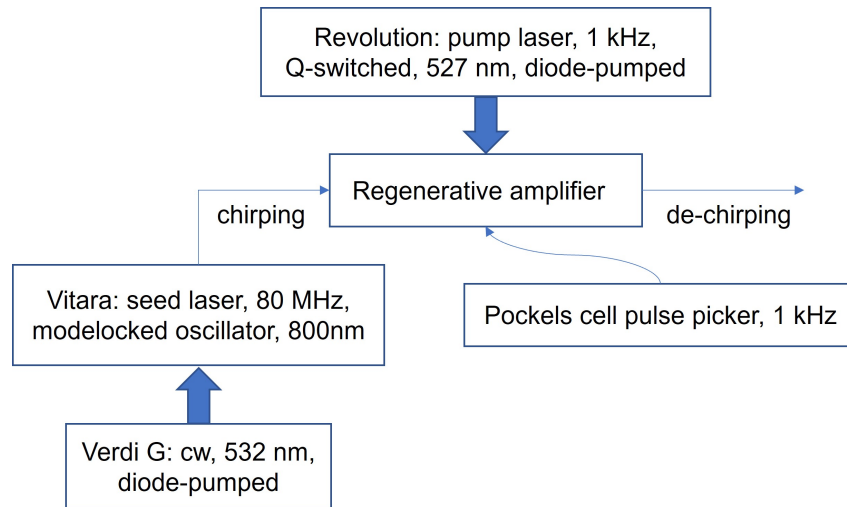 Revolution: pump laser, 1 kHz,
Q-switched, 527 nm, diode-pumped
Regenerative amplifier
chirping
de-chirping
Vitara: seed laser, 80 MHz,
modelocked oscillator, 800nm
Pockels cell pulse picker, 1 kHz
Verdi G: cw, 532 nm,
diode-pumped